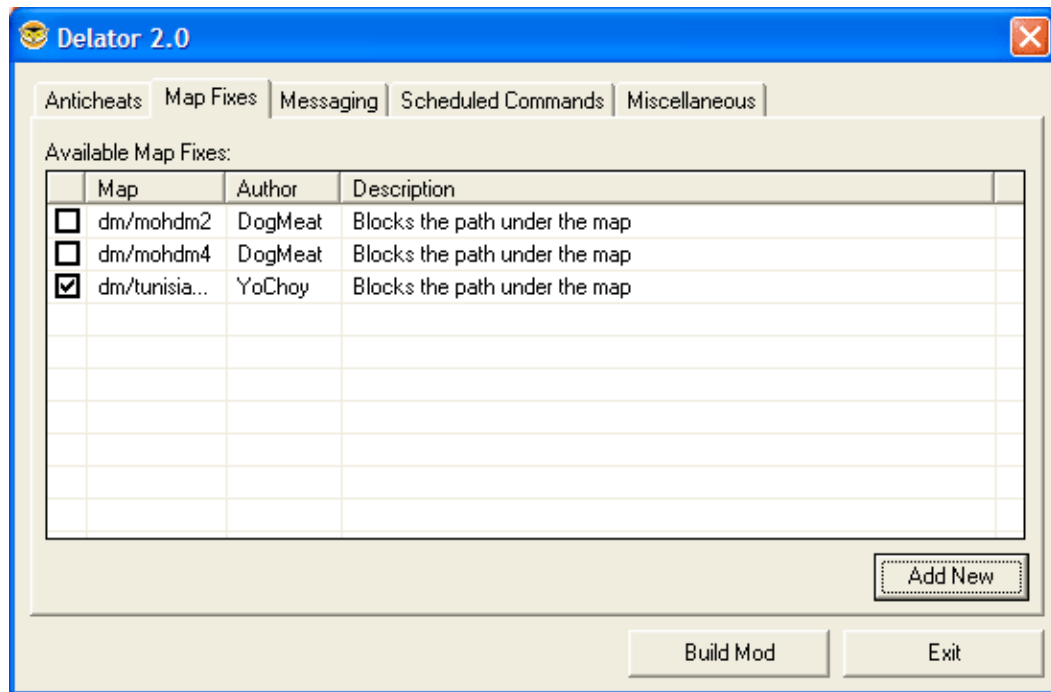 Delator 2.0
Anticheats Map Fixes Messaging Scheduled Commands Miscellaneous
Available Map Fixes:
Map Author Description
dm/mohdm2 DogMeat Blocks the path under the map
dm/mohdm4 DogMeat Blocks the path under the map
dm/tunisia... YoChoy Blocks the path under the map
Add New
Build Mod Exit